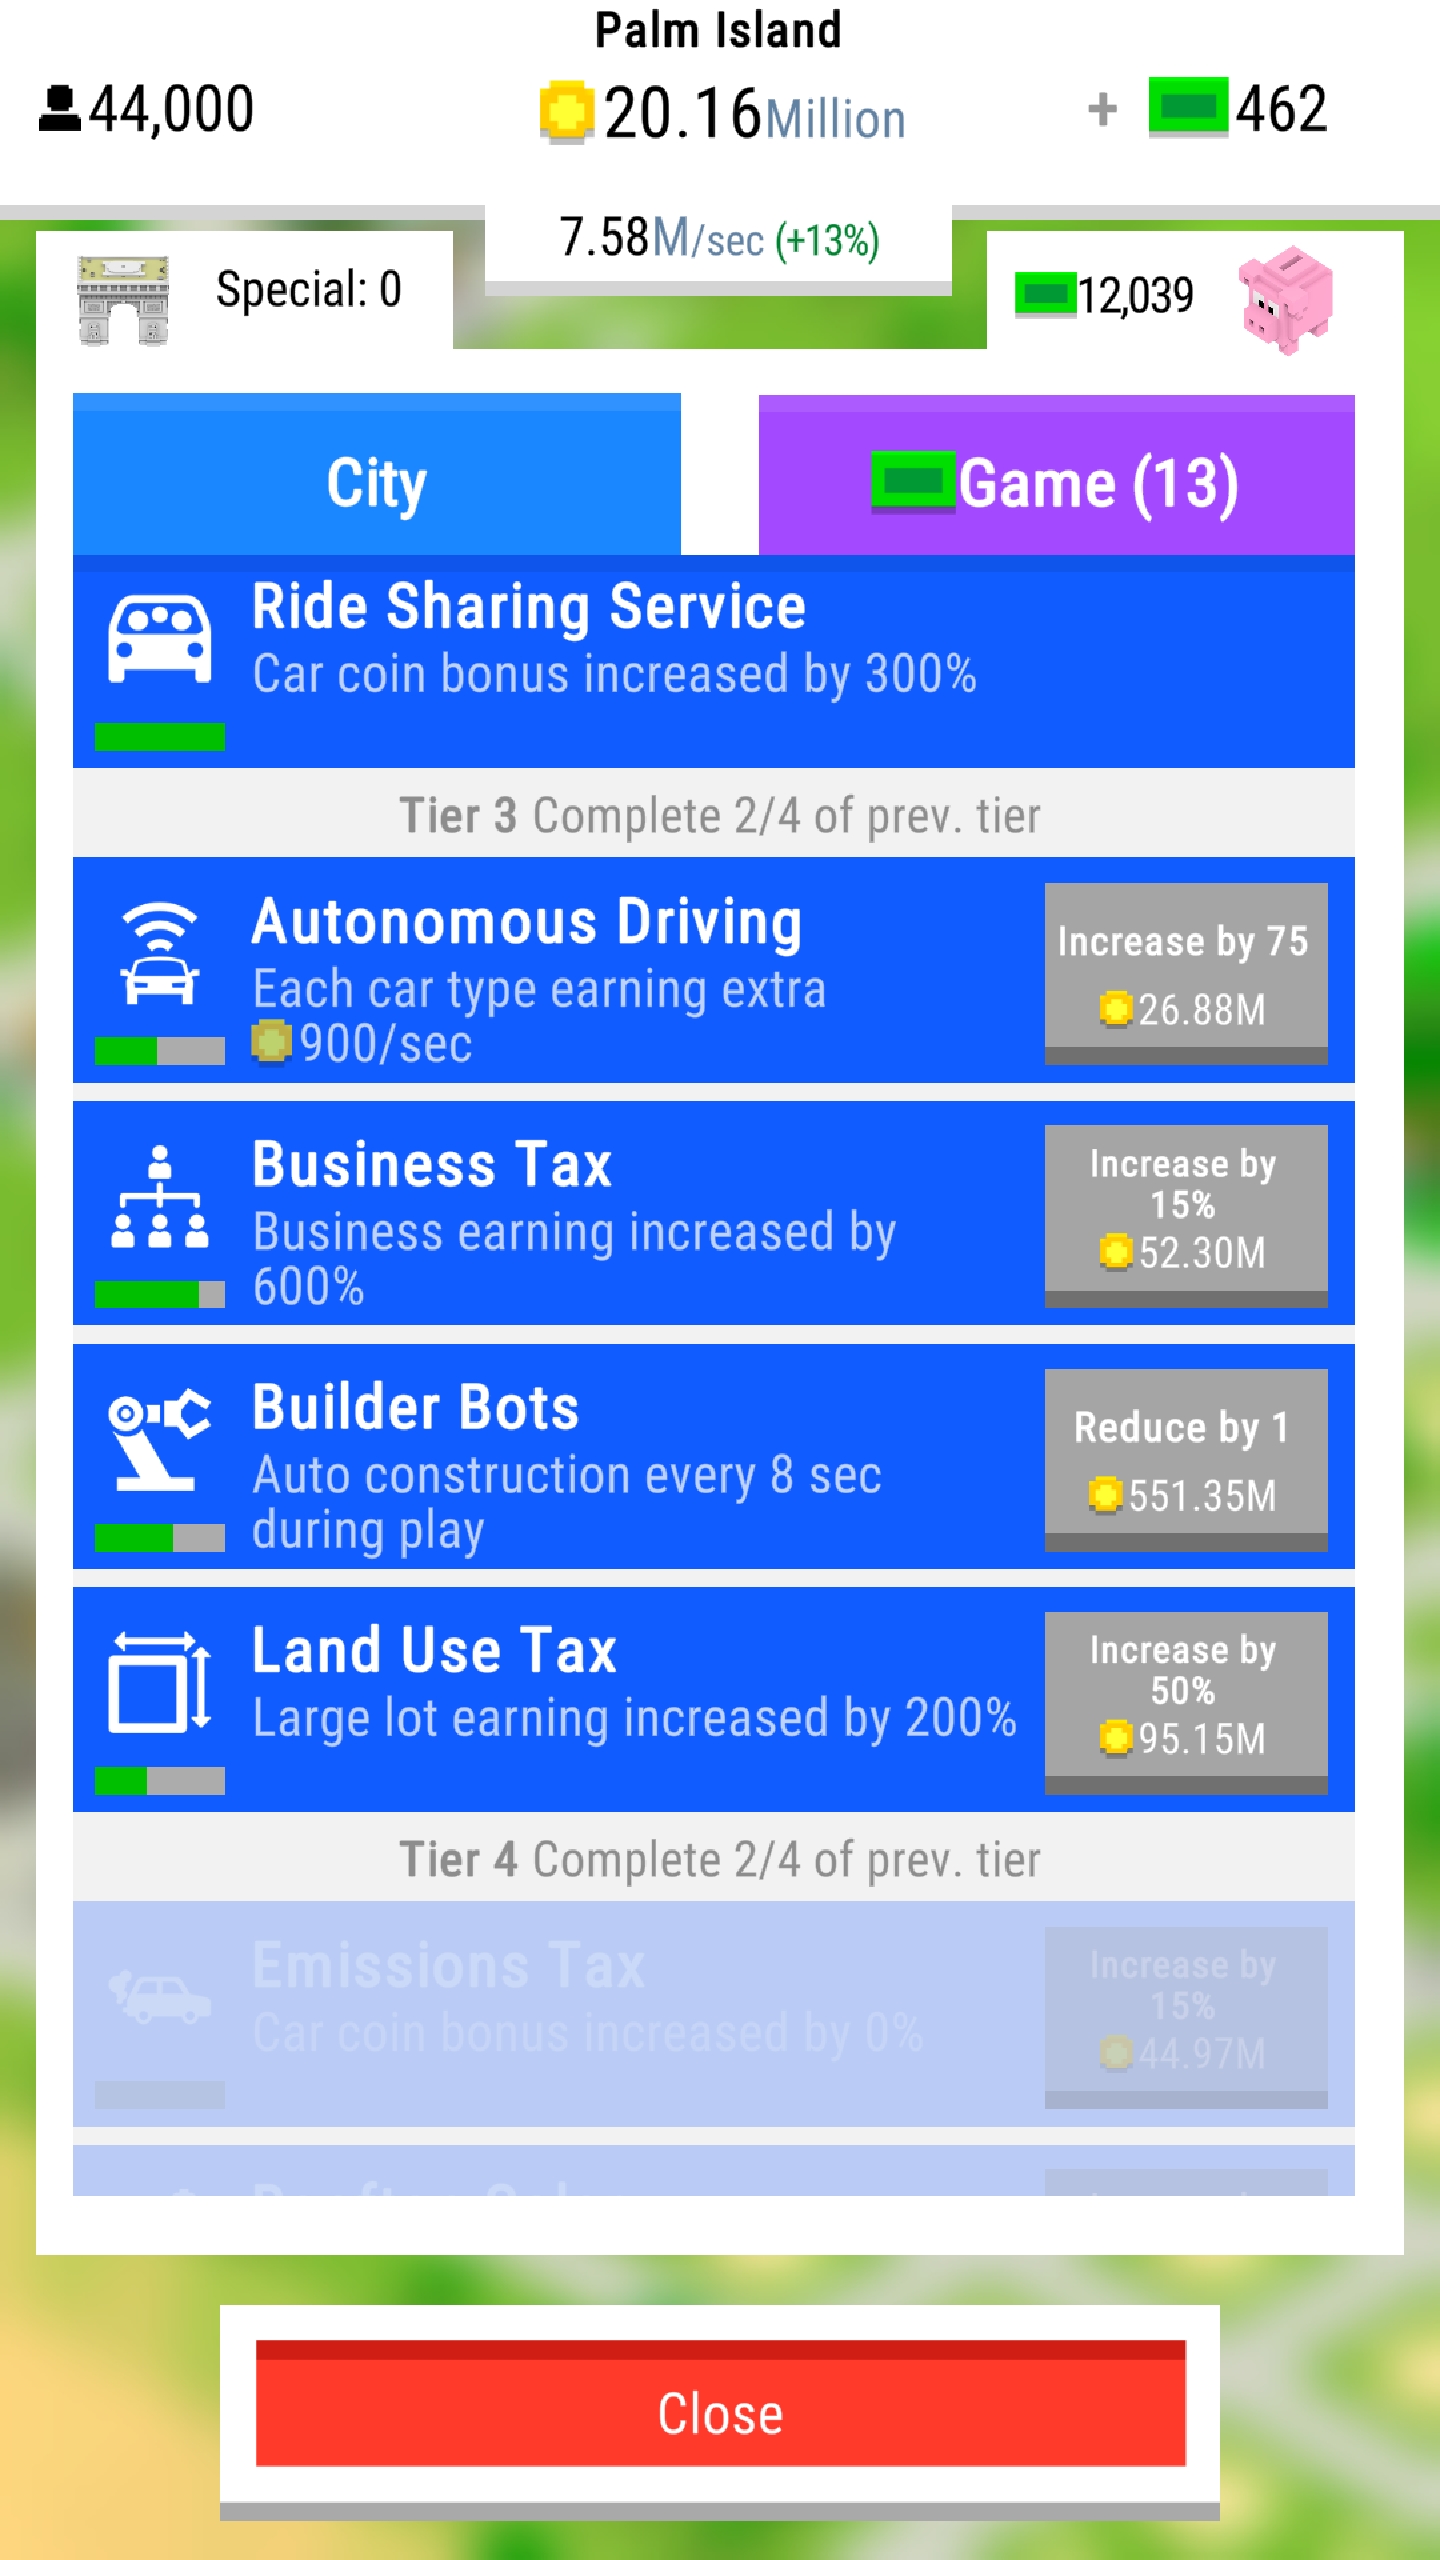 Palm Island
44,000
20.16Million
+ 462
7.58M/sec (+13%)
Special: 0
12,039
City
Game (13)
Ride Sharing Service
Car coin bonus increased by 300%
Tier 3 Complete 2/4 of prev. tier
Autonomous Driving
Each car type earning extra
900/sec
Increase by 75
26.88M
Business Tax
Business earning increased by
600%
Increase by
15%
52.30M
Builder Bots
Auto construction every 8 sec
during play
Reduce by 1
551.35M
Land Use Tax
Large lot earning increased by 200%
Increase by
50%
95.15M
Tier 4 Complete 2/4 of prev. tier
Emissions Tax
Car coin bonus increased by 0%
Increase by
15%
44.97M
Close